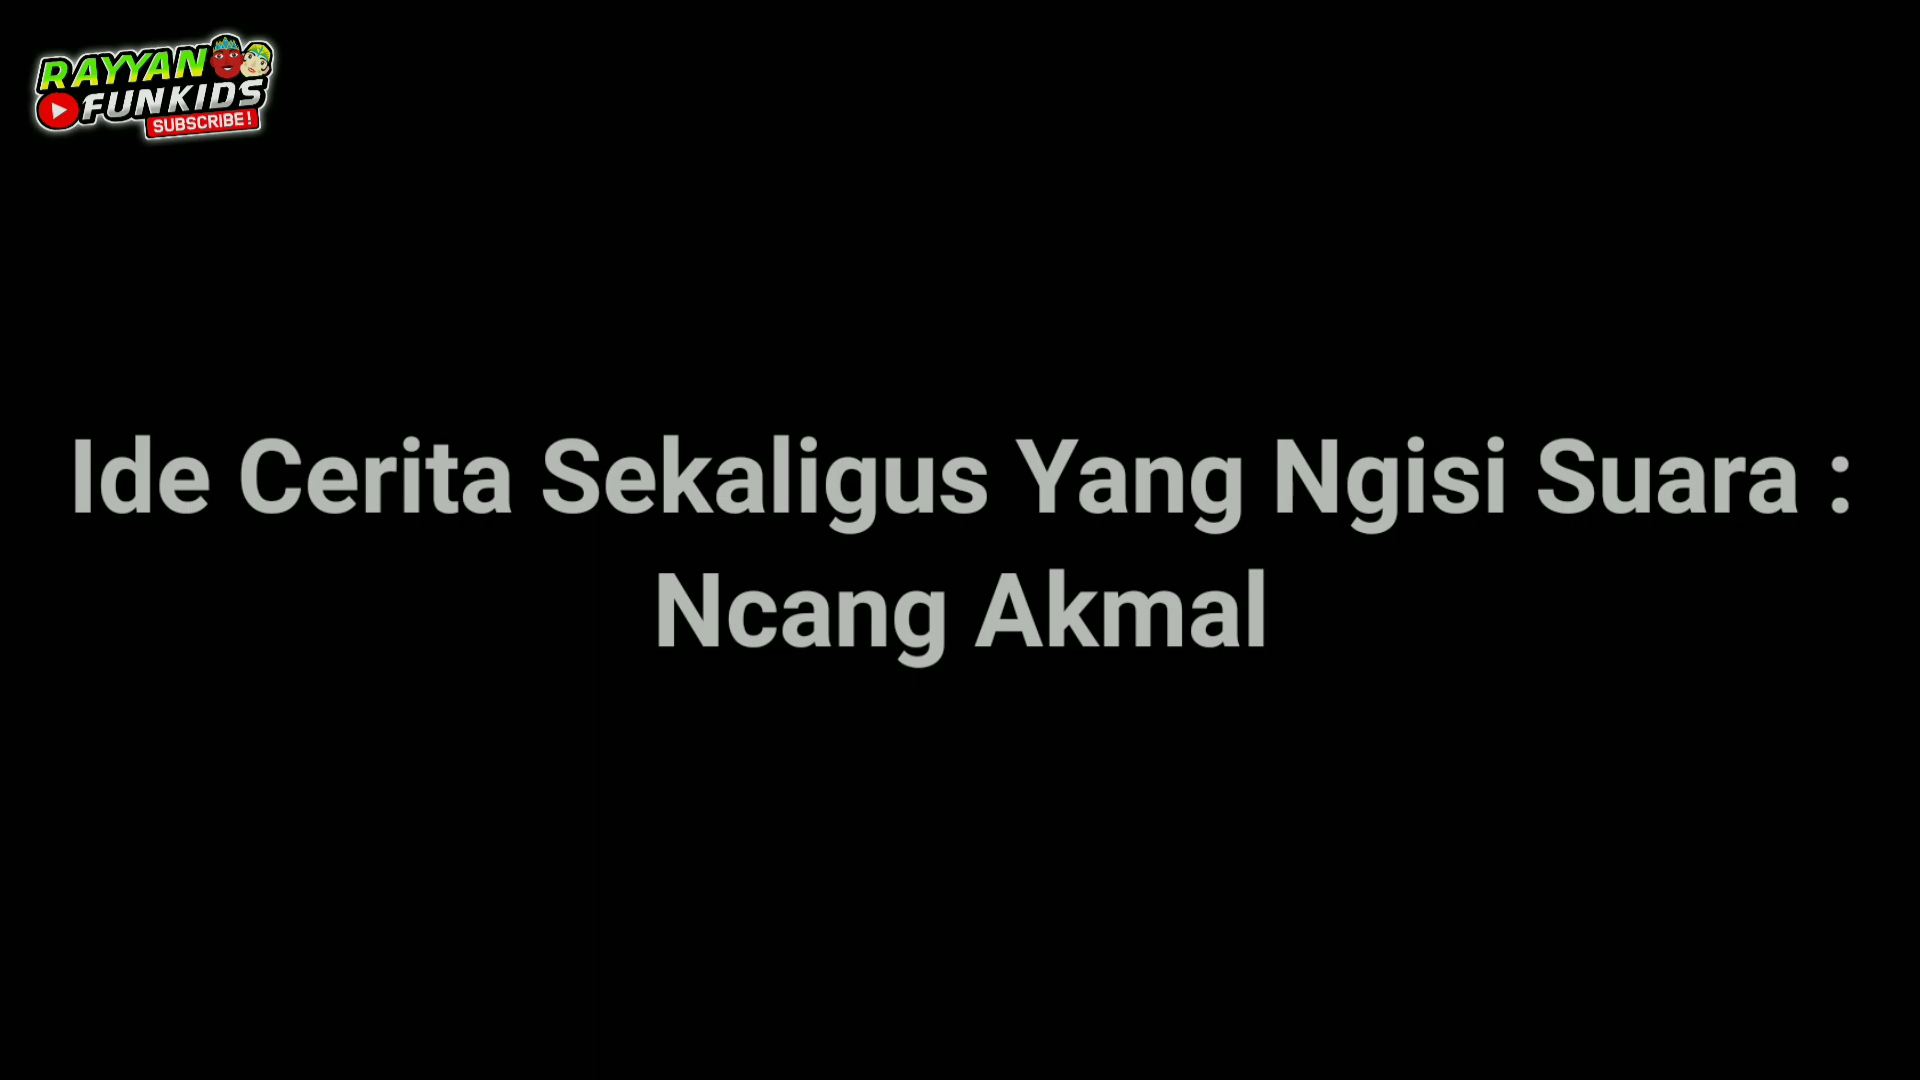 RAYYAN
FUNKIDS
SUBSCRIBE!
Ide Cerita Sekaligus Yang Ngisi Suara :
Ncang Akmal